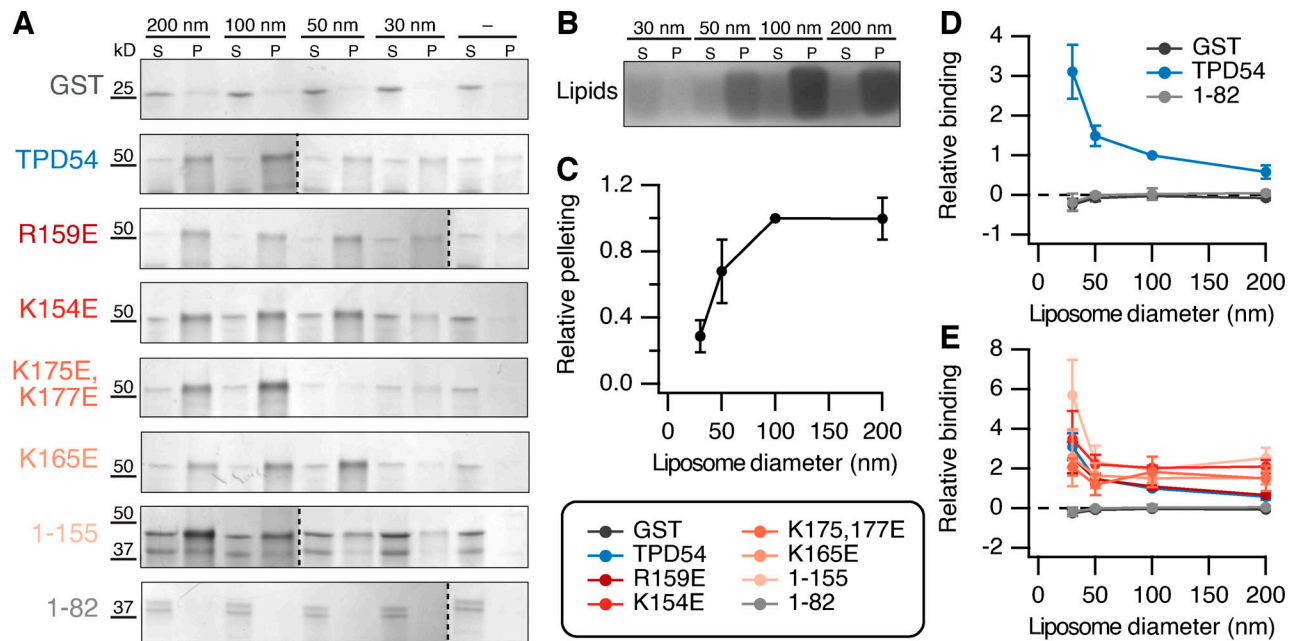 A
200 nm 100 nm 50 nm 30 nm –
kD S P S P S P S P S P
GST 25
TPD54 50
R159E 50
K154E 50
K175E,
K177E 50
K165E 50
1-155 50
37
1-82 37
B
30 nm 50 nm 100 nm 200 nm
S P S P S P S P
Lipids
C
Relative pelleting
1.2
0.8
0.4
0.0
0 50 100 200
Liposome diameter (nm)
GST
TPD54
R159E
K154E
K175,177E
K165E
1-155
1-82
D
Relative binding
4
3
2
1
0
-1
GST
TPD54
1-82
0 50 100 150 200
Liposome diameter (nm)
E
Relative binding
8
6
4
2
0
-2
0 50 100 150 200
Liposome diameter (nm)